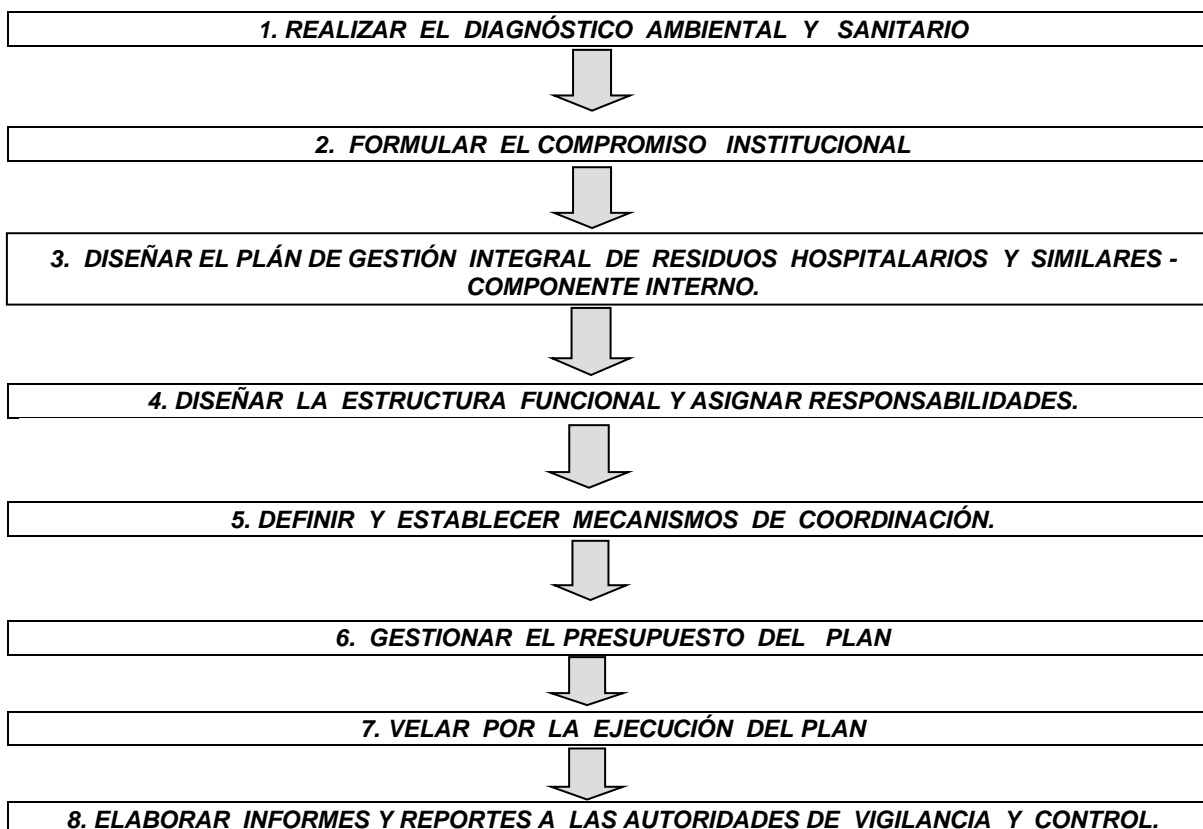 1. REALIZAR EL DIAGNÓSTICO AMBIENTAL Y SANITARIO
2. FORMULAR EL COMPROMISO INSTITUCIONAL
3. DISEÑAR EL PLÁN DE GESTIÓN INTEGRAL DE RESIDUOS HOSPITALARIOS Y SIMILARES -
COMPONENTE INTERNO.
4. DISEÑAR LA ESTRUCTURA FUNCIONAL Y ASIGNAR RESPONSABILIDADES.
5. DEFINIR Y ESTABLECER MECANISMOS DE COORDINACIÓN.
6. GESTIONAR EL PRESUPUESTO DEL PLAN
7. VELAR POR LA EJECUCIÓN DEL PLAN
8. ELABORAR INFORMES Y REPORTES A LAS AUTORIDADES DE VIGILANCIA Y CONTROL.